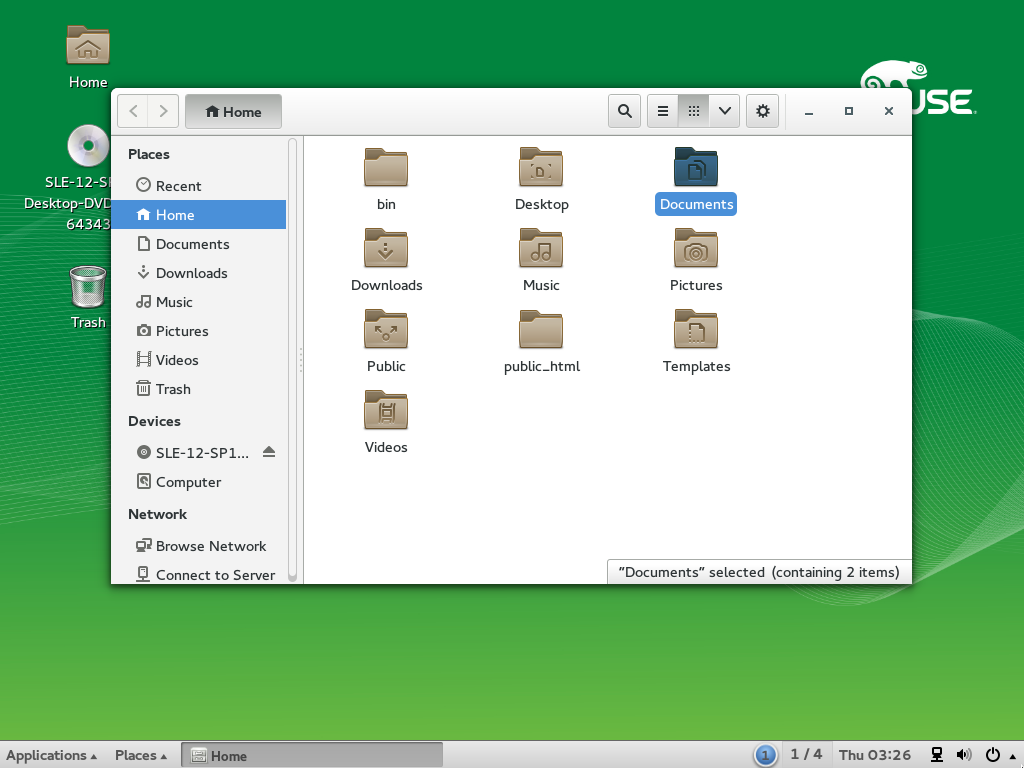 Home
SLE-12-SP
Desktop-DVD
64343
Trash
USE
Home
Places
Recent
Home
Documents
Downloads
Music
Pictures
Videos
Trash
Devices
SLE-12-SP1...
Computer
Network
Browse Network
Connect to Server
bin
Desktop
Documents
Downloads
Music
Pictures
Public
public_html
Templates
Videos
"Documents" selected (containing 2 items)
Applications
Places
Home
1
1 / 4
Thu 03:26